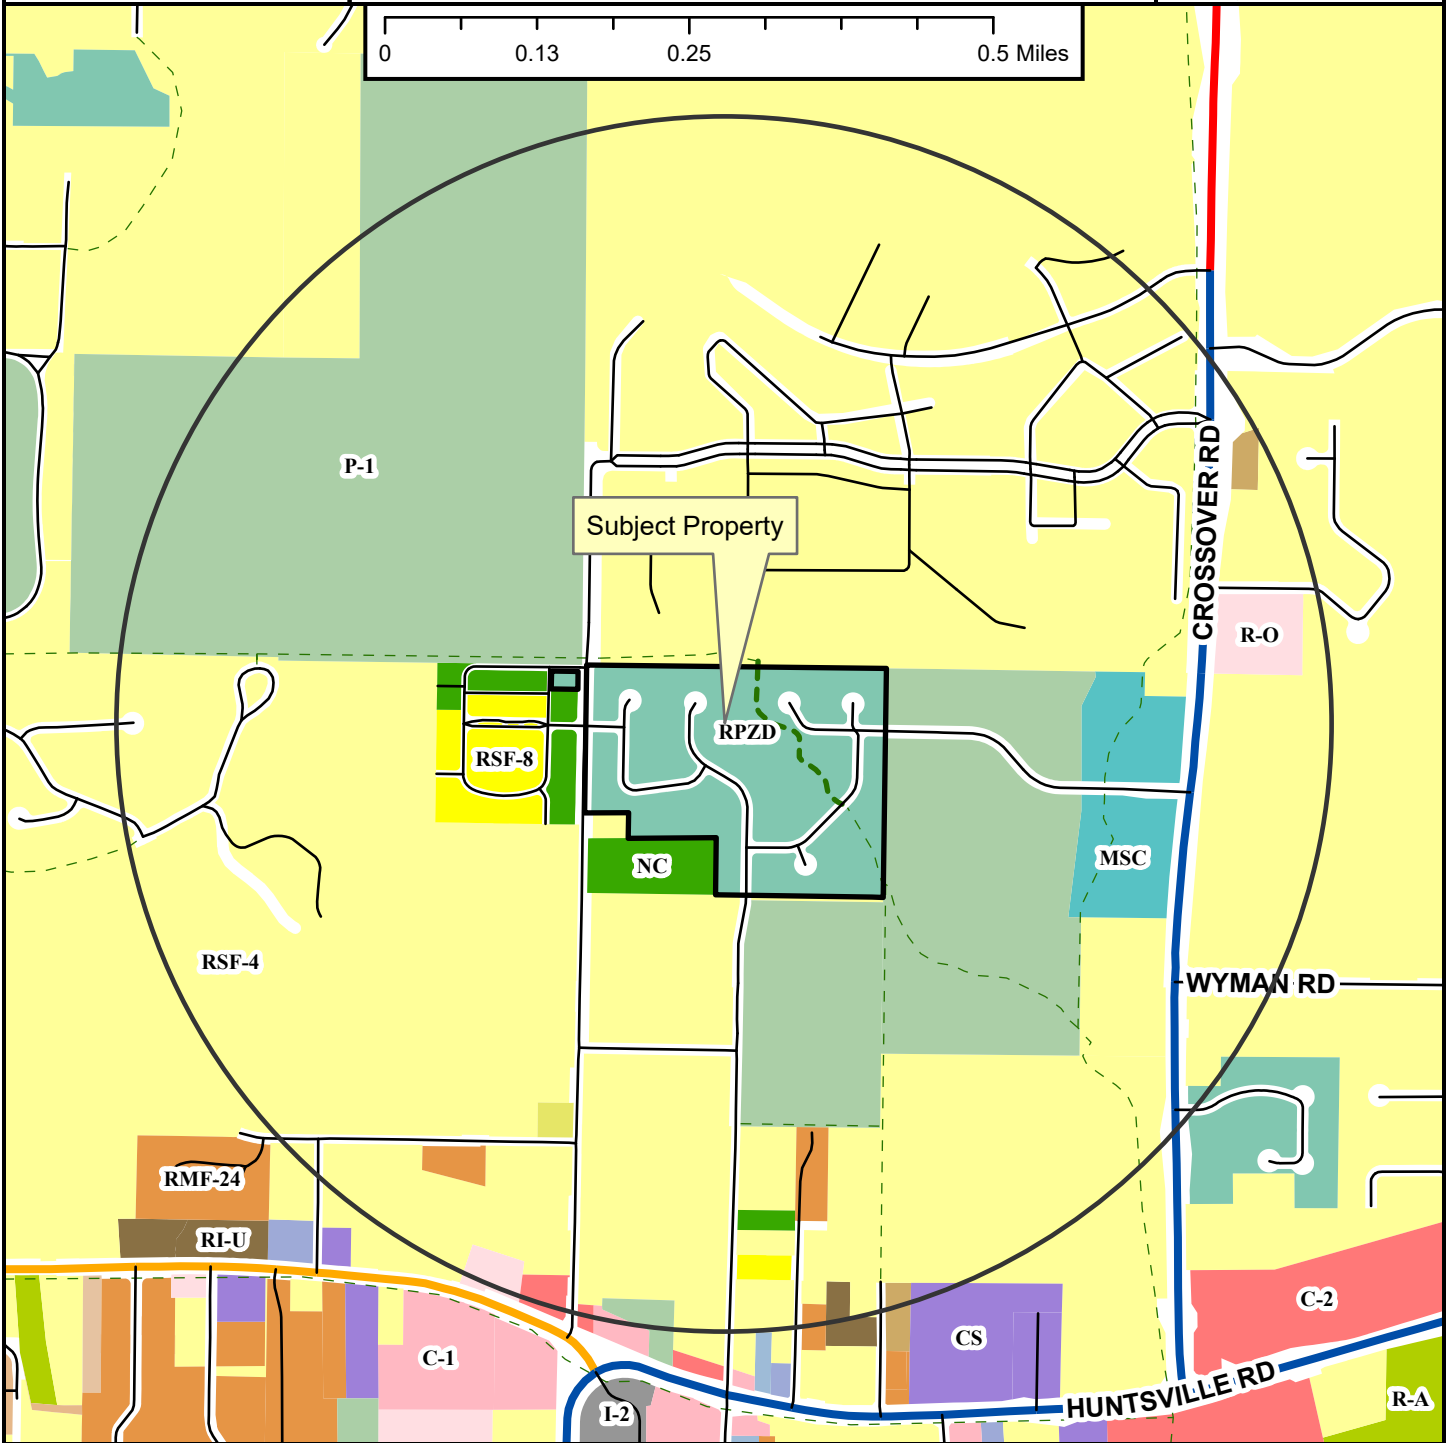 0 0.13 0.25 0.5 Miles
P-1
CROSSOVER RD
Subject Property
R-O
RPZD
RSF-8
MSC
NC
RSF-4
WYMAN RD
RMF-24
RI-U
C-2
CS
C-1
HUNTSVILLE RD
R-A
I-2